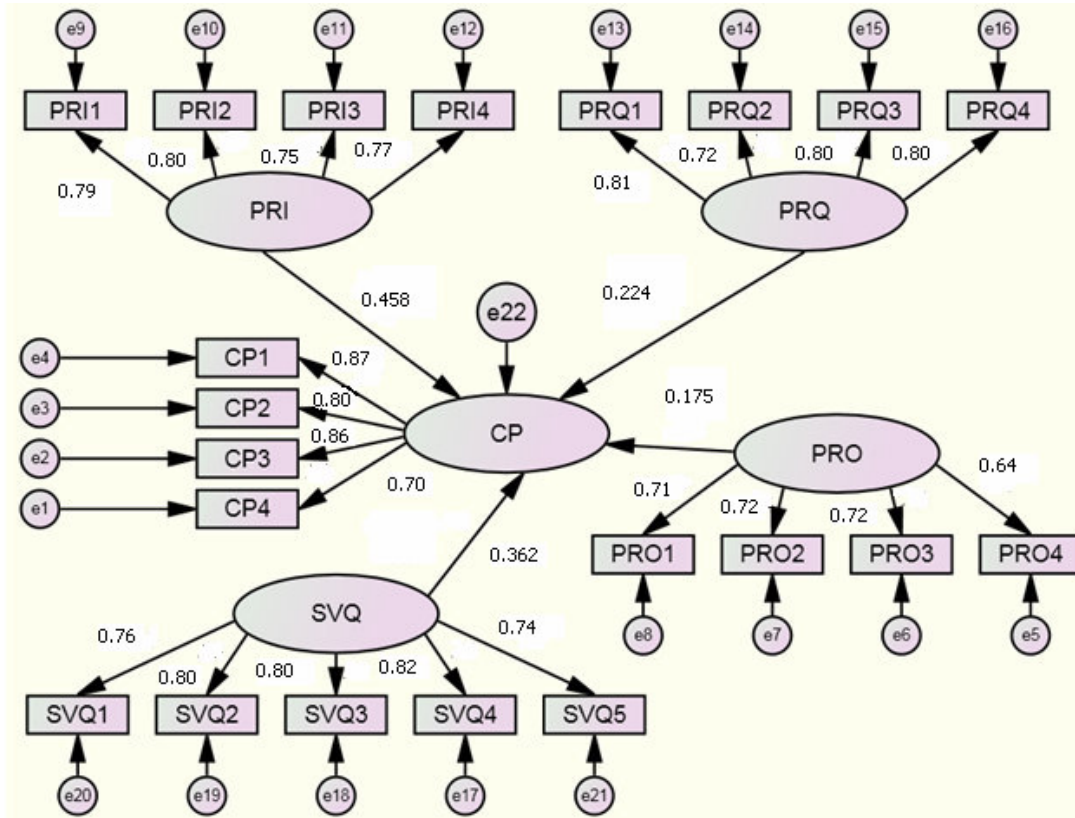 e9 e10 e11 e12 e13 e14 e15 e16
PRI1 PRI2 PRI3 PRI4 PRQ1 PRQ2 PRQ3 PRQ4
0.79 0.80 0.75 0.77 0.81 0.72 0.80 0.80
PRI PRQ
0.458 0.224
e22
e4 CP1 0.87
e3 CP2 0.80
e2 CP3 0.86
e1 CP4 0.70
CP
0.175
PRO
0.71 0.72 0.72 0.64
PRO1 PRO2 PRO3 PRO4
e8 e7 e6 e5
0.362
SVQ
0.76 0.80 0.80 0.82 0.74
SVQ1 SVQ2 SVQ3 SVQ4 SVQ5
e20 e19 e18 e17 e21